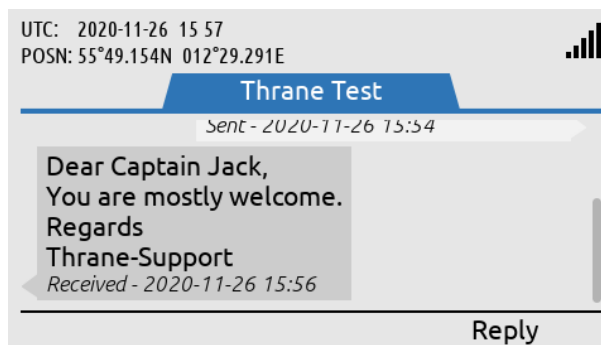 UTC: 2020-11-26 15 57
POSN: 55°49.154N 012°29.291E
Thrane Test
Sent - 2020-11-26 15:54
Dear Captain Jack,
You are mostly welcome.
Regards
Thrane-Support
Received - 2020-11-26 15:56
Reply